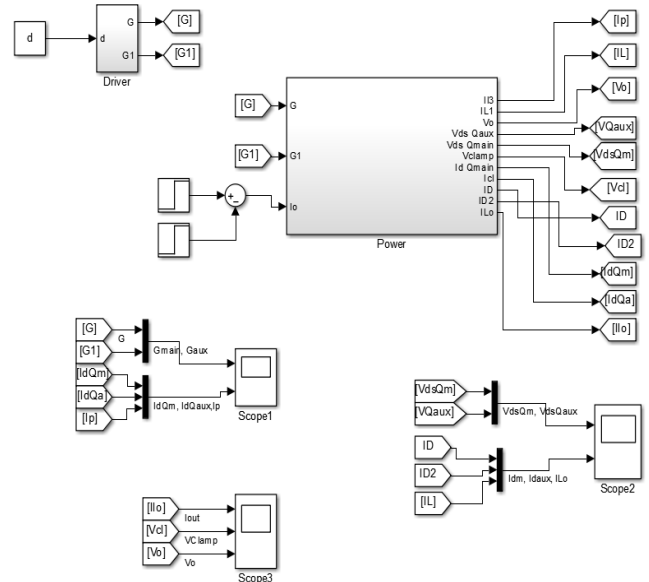 d
d
G
G1
Driver
[G]
[G1]
[G]
[G1]
G
G1
Io
Il3
IL1
Vo
Vds Qaux
Vds Qmain
Vclamp
Id Qmain
Icl
ID
ID2
ILo
Power
[Ip]
[IL]
[Vo]
[VQaux]
[VdsQm]
[Vcl]
ID
ID2
[IdQm]
[IdQa]
[Ilo]
[G]
G
[G1]
Gmain, Gaux
[IdQm]
[IdQa]
[Ip]
IdQm, IdQaux,Ip
Scope1
[VdsQm]
[VQaux]
VdsQm, VdsQaux
ID
ID2
[IL]
Idm, Idaux, ILo
Scope2
[Ilo]
Iout
[Vcl]
VClamp
[Vo]
Vo
Scope3